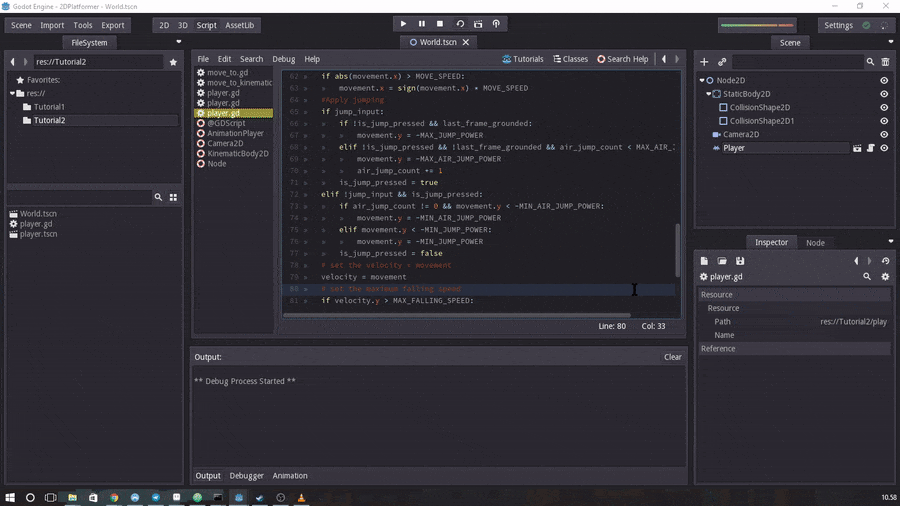 Godot Engine - 2DPlatformer - World.tscn
Scene Import Tools Export
2D 3D Script AssetLib
Settings
FileSystem
res://Tutorial2
Favorites:
res://
Tutorial1
Tutorial2
World.tscn
player.gd
player.tscn
World.tscn
File Edit Search Debug Help
Tutorials Classes Search Help
move_to.gd
move_to_kinematic
player.gd
player.gd
player.gd
@GDScript
AnimationPlayer
Camera2D
KinematicBody2D
Node
62 if abs(movement.x) > MOVE_SPEED:
63 movement.x = sign(movement.x) * MOVE_SPEED
64 #Apply jumping
65 if jump_input:
66 if !is_jump_pressed && last_frame_grounded:
67 movement.y = -MAX_JUMP_POWER
68 elif !is_jump_pressed && !last_frame_grounded && air_jump_count < MAX_AIR_J
69 movement.y = -MAX_AIR_JUMP_POWER
70 air_jump_count += 1
71 is_jump_pressed = true
72 elif !jump_input && is_jump_pressed:
73 if air_jump_count != 0 && movement.y < -MIN_AIR_JUMP_POWER:
74 movement.y = -MIN_AIR_JUMP_POWER
75 elif movement.y < -MIN_JUMP_POWER:
76 movement.y = -MIN_JUMP_POWER
77 is_jump_pressed = false
78 # set the velocity = movement
79 velocity = movement
80 # set the maximum falling speed
81 if velocity.y > MAX_FALLING_SPEED:
Line: 80 Col: 33
Output: Clear
** Debug Process Started **
Output Debugger Animation
Scene
Node2D
StaticBody2D
CollisionShape2D
CollisionShape2D1
Camera2D
Player
Inspector Node
player.gd
Resource
Resource
Path res://Tutorial2/play
Name
Reference
10.58